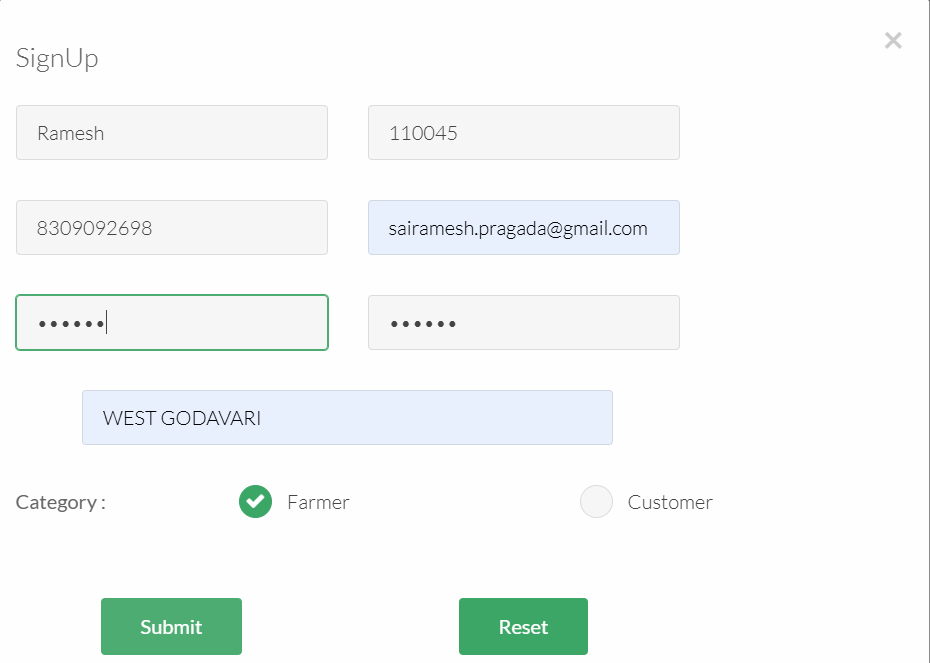 SignUp
×
Ramesh 110045
8309092698 sairamesh.pragada@gmail.com
•••••• ••••••
WEST GODAVARI
Category : Farmer Customer
Submit Reset